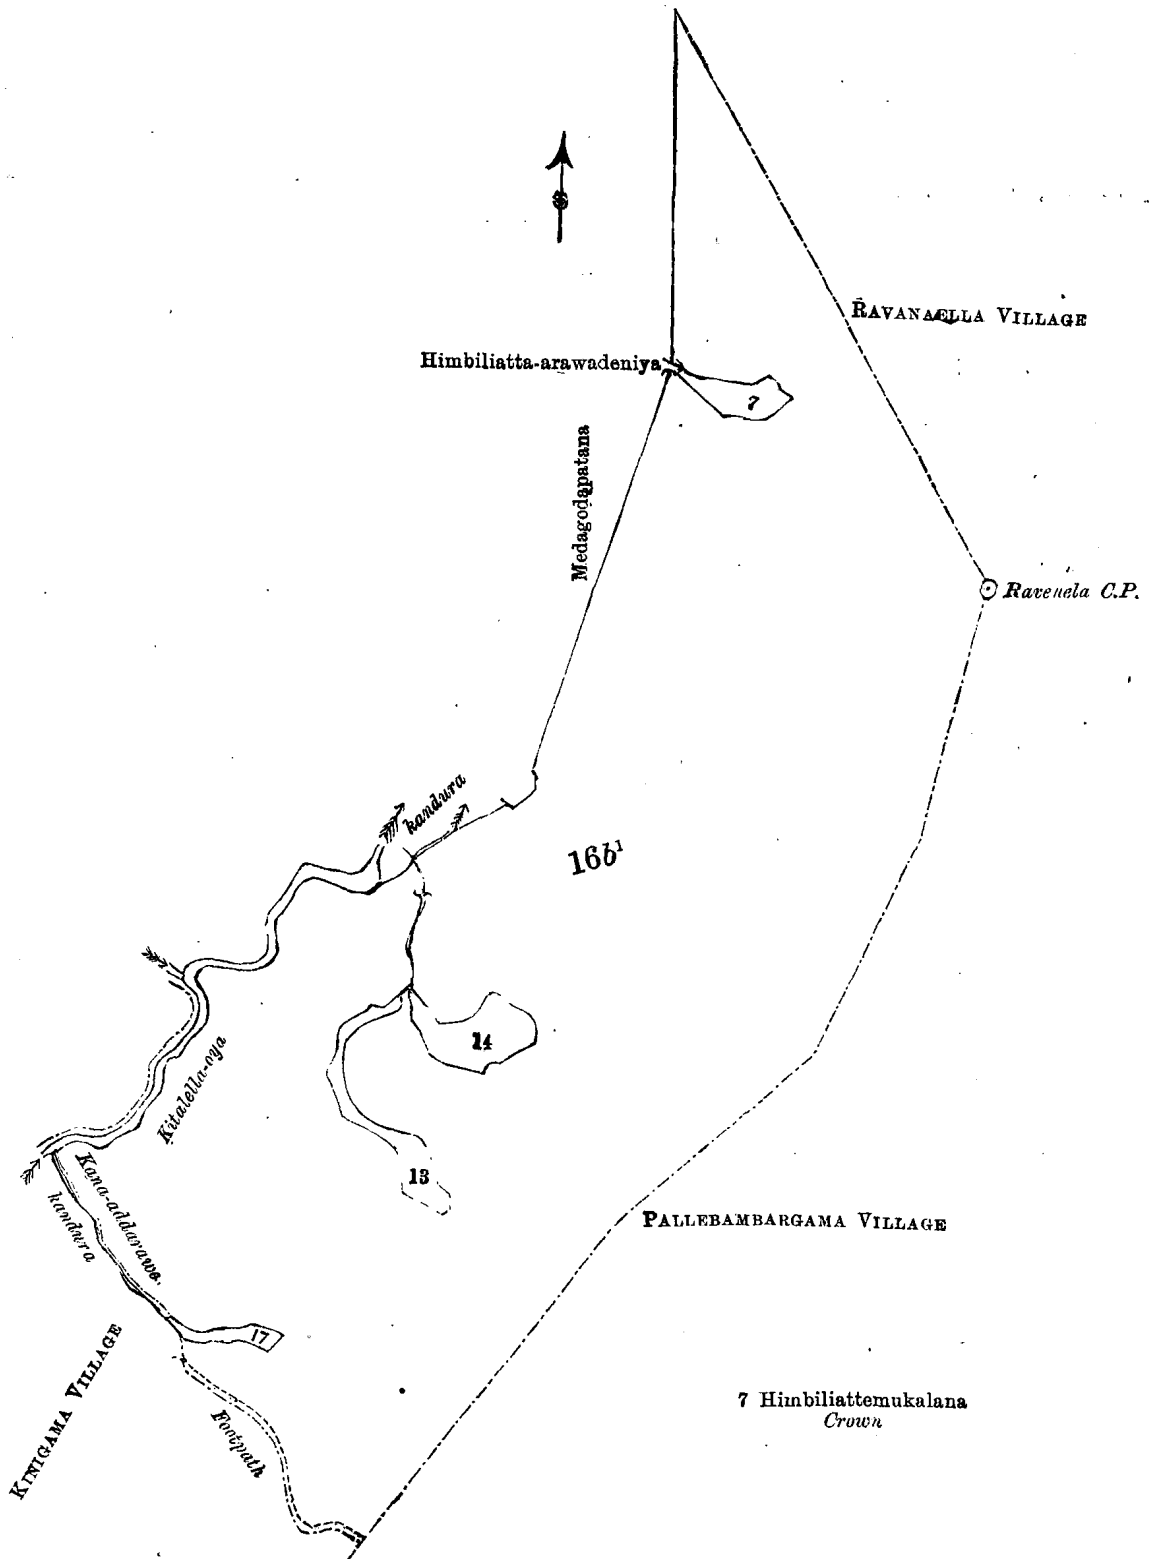 RAVANAELLA VILLAGE
Himbiliatta-arawadeniya
7
Medagodapatana
Ravenela C.P.
kandura
16b¹
14
Kitalella-oya
13
Kana-addarawe
kandura
PALLEBAMBARGAMA VILLAGE
17
KINIGAMA VILLAGE
Footpath
7 Himbiliattemukalana
Crown